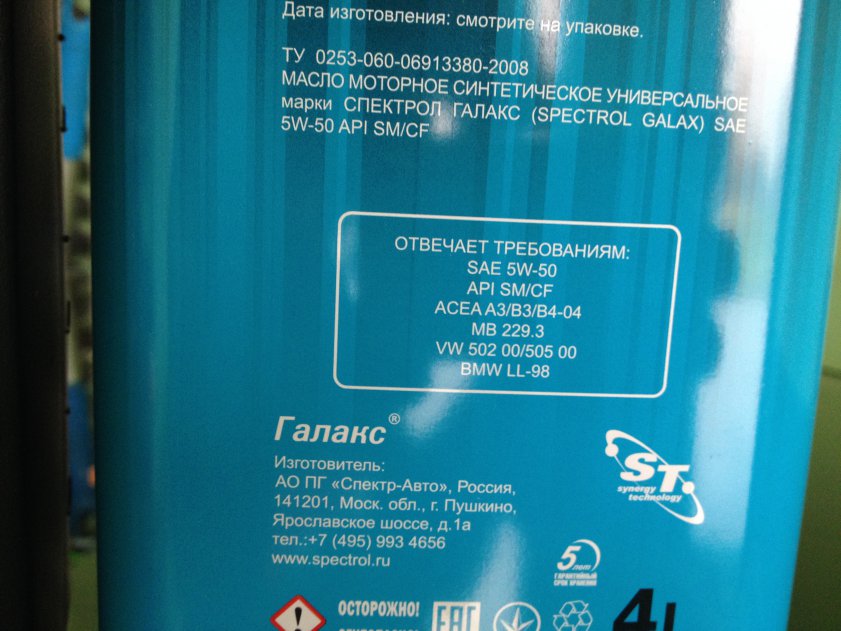 Дата изготовления: смотрите на упаковке.
ТУ 0253-060-06913380-2008
МАСЛО МОТОРНОЕ СИНТЕТИЧЕСКОЕ УНИВЕРСАЛЬНОЕ
марки СПЕКТРОЛ ГАЛАКС (SPECTROL GALAX) SAE
5W-50 API SM/CF
ОТВЕЧАЕТ ТРЕБОВАНИЯМ:
SAE 5W-50
API SM/CF
ACEA A3/B3/B4-04
MB 229.3
VW 502 00/505 00
BMW LL-98
Галакс®
Изготовитель:
АО ПГ «Спектр-Авто», Россия,
141201, Моск. обл., г. Пушкино,
Ярославское шоссе, д.1а
тел.:+7 (495) 993 4656
www.spectrol.ru
ST
synergy
technology
5 лет
ГАРАНТИЙНЫЙ
СРОК ХРАНЕНИЯ
ОСТОРОЖНО!
EAC
4L